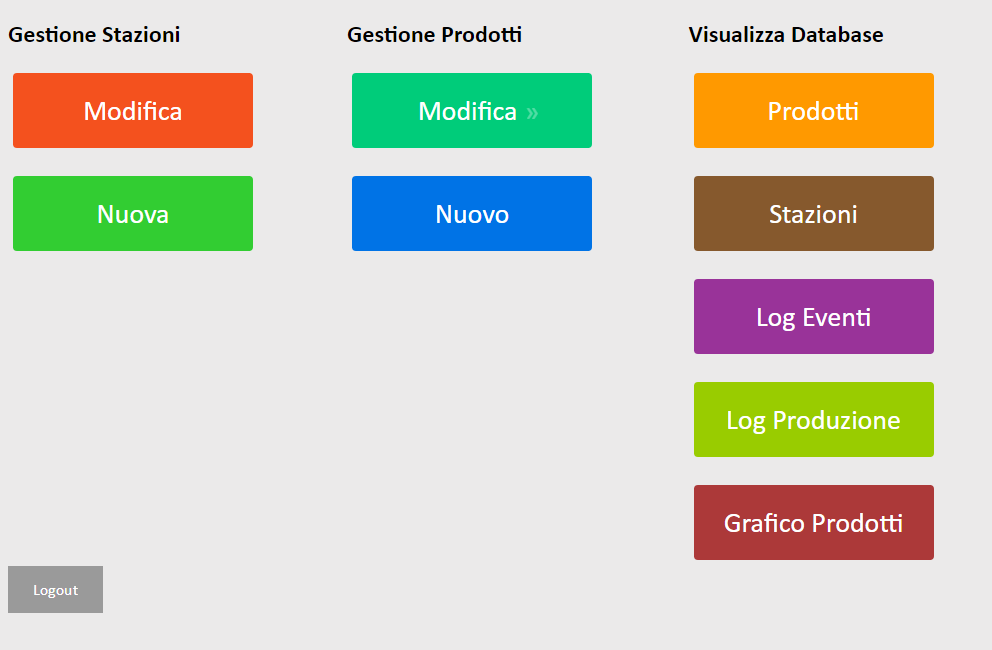 Gestione Stazioni
Modifica
Nuova
Gestione Prodotti
Modifica »
Nuovo
Visualizza Database
Prodotti
Stazioni
Log Eventi
Log Produzione
Grafico Prodotti
Logout